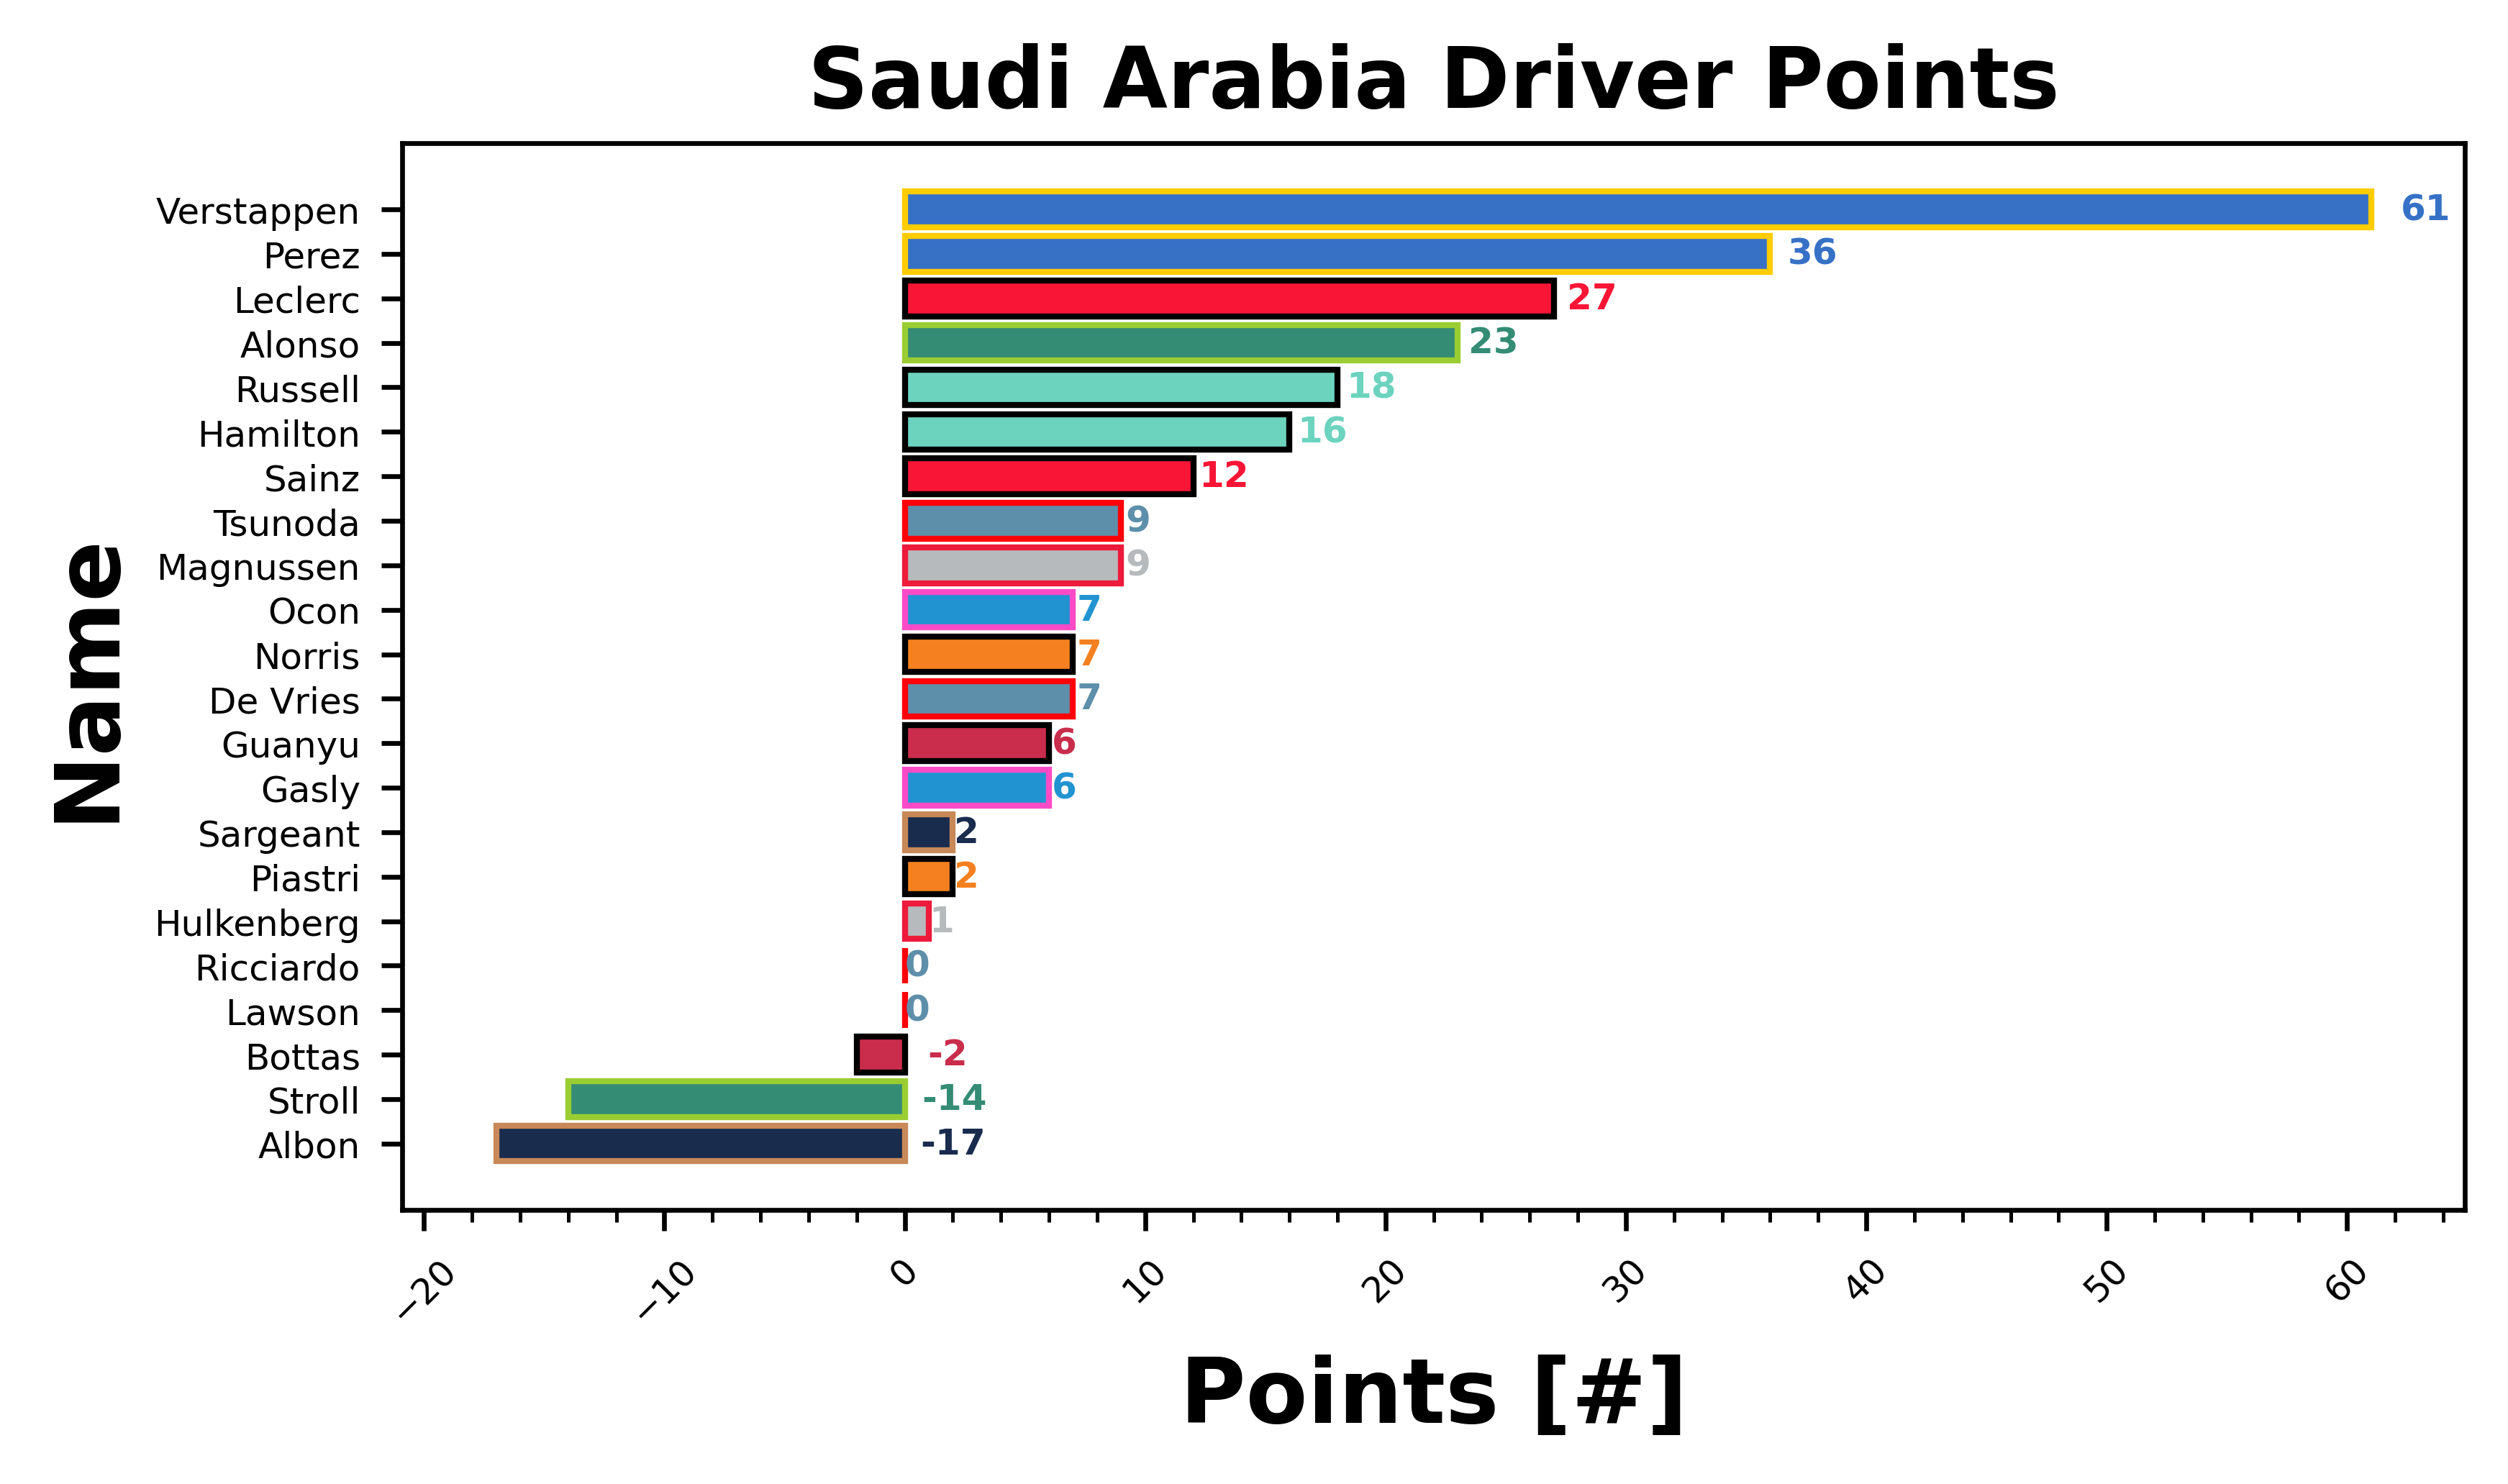 Saudi Arabia Driver Points
Name
Verstappen 61
Perez 36
Leclerc 27
Alonso 23
Russell 18
Hamilton 16
Sainz 12
Tsunoda 9
Magnussen 9
Ocon 7
Norris 7
De Vries 7
Guanyu 6
Gasly 6
Sargeant 2
Piastri 2
Hulkenberg 1
Ricciardo 0
Lawson 0
Bottas -2
Stroll -14
Albon -17
−20 −10 0 10 20 30 40 50 60
Points [#]